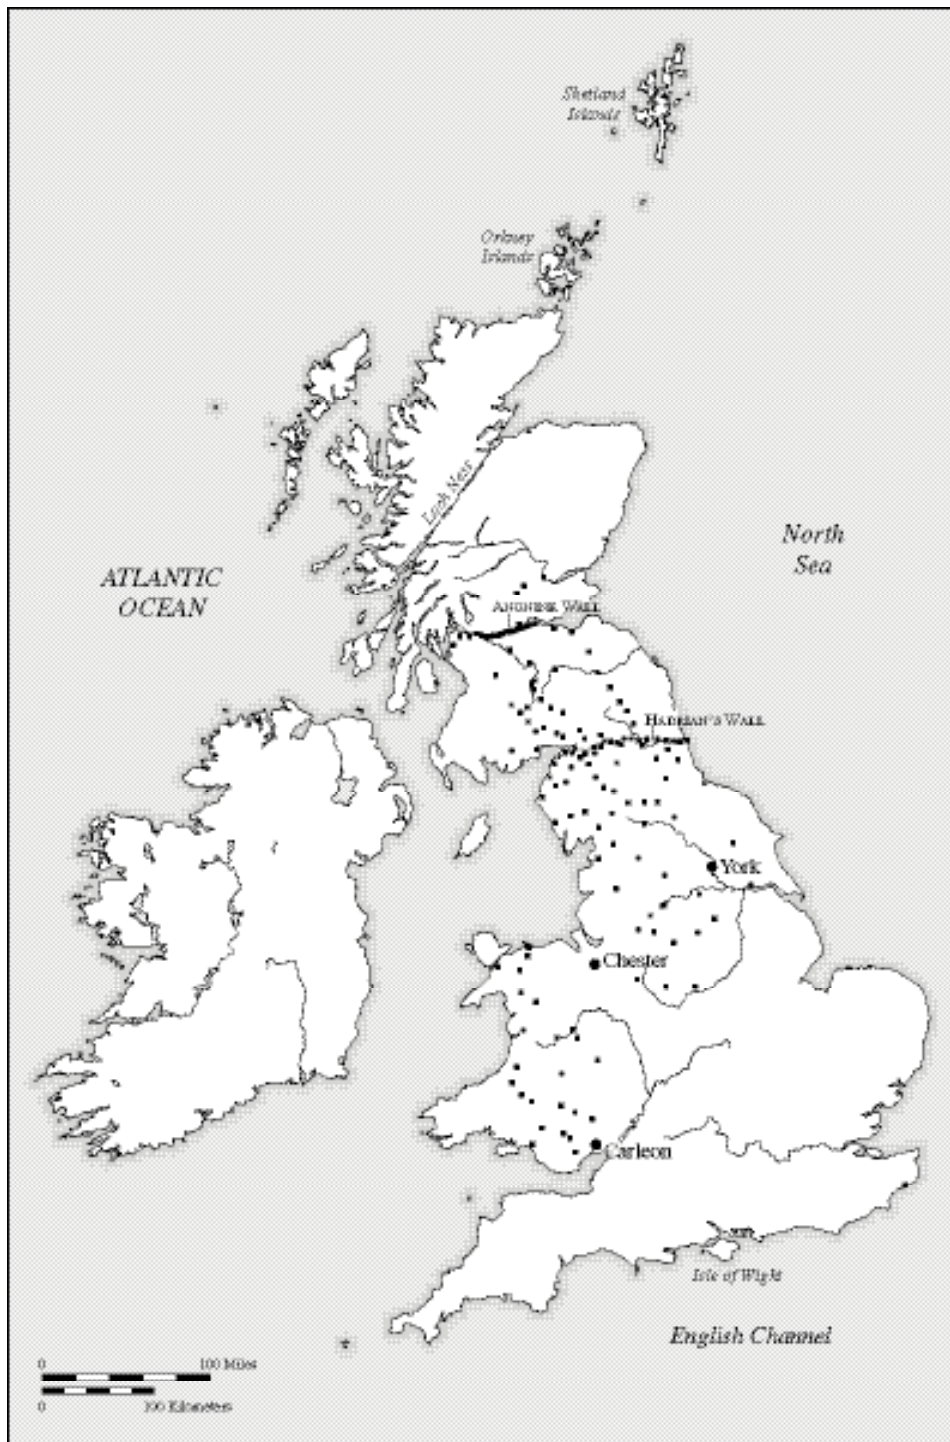 Shetland
Islands
Orkney
Islands
Loch Ness
North
Sea
ATLANTIC
OCEAN
ANONINE WALL
HADRIAN'S WALL
York
Chester
Carleon
Isle of Wight
English Channel
0 100 Miles
0 100 Kilometers